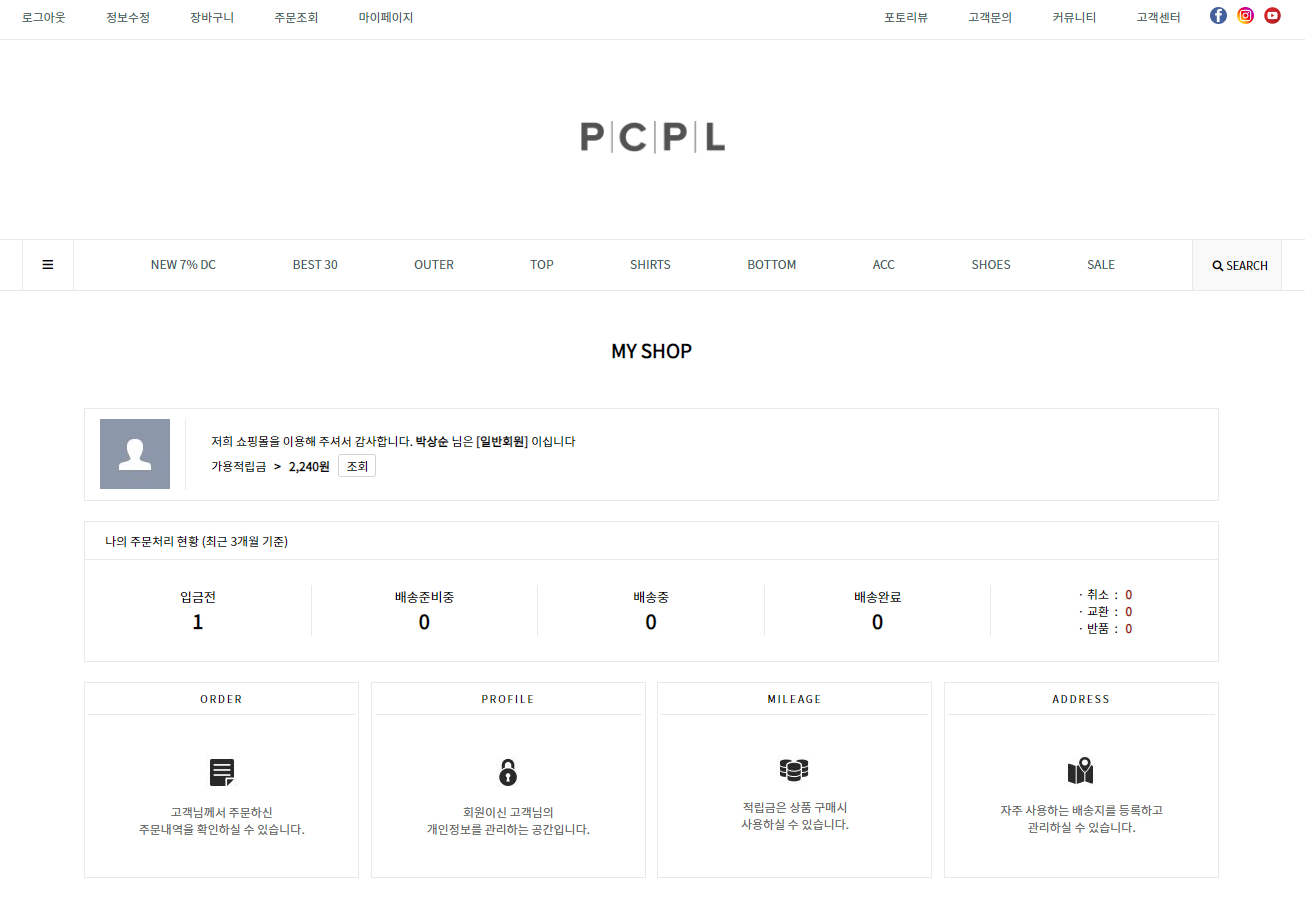 로그아웃 정보수정 장바구니 주문조회 마이페이지 포토리뷰 고객문의 커뮤니티 고객센터
P|C|P|L
NEW 7% DC BEST 30 OUTER TOP SHIRTS BOTTOM ACC SHOES SALE SEARCH
MY SHOP
저희 쇼핑몰을 이용해 주셔서 감사합니다. 박상순 님은 [일반회원] 이십니다
가용적립금 > 2,240원 조회
나의 주문처리 현황 (최근 3개월 기준)
입금전 배송준비중 배송중 배송완료
1 0 0 0
· 취소 : 0
· 교환 : 0
· 반품 : 0
ORDER
고객님께서 주문하신
주문내역을 확인하실 수 있습니다.
PROFILE
회원이신 고객님의
개인정보를 관리하는 공간입니다.
MILEAGE
적립금은 상품 구매시
사용하실 수 있습니다.
ADDRESS
자주 사용하는 배송지를 등록하고
관리하실 수 있습니다.